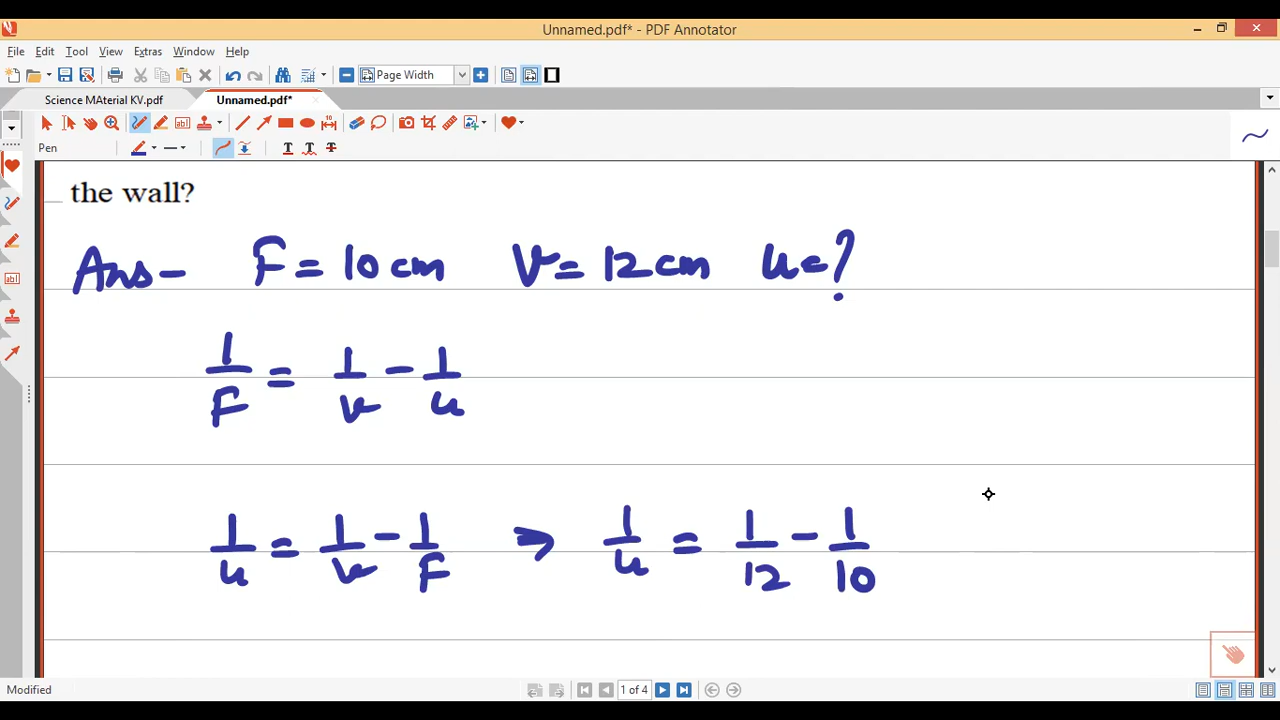 Unnamed.pdf* - PDF Annotator
File Edit Tool View Extras Window Help
Page Width
Science MAterial KV.pdf Unnamed.pdf*
10
Pen
the wall?
Ans- F = 10 cm V = 12 cm u = ?
1/F = 1/v - 1/u
1/u = 1/v - 1/F ⇒ 1/u = 1/12 - 1/10
Modified 1 of 4